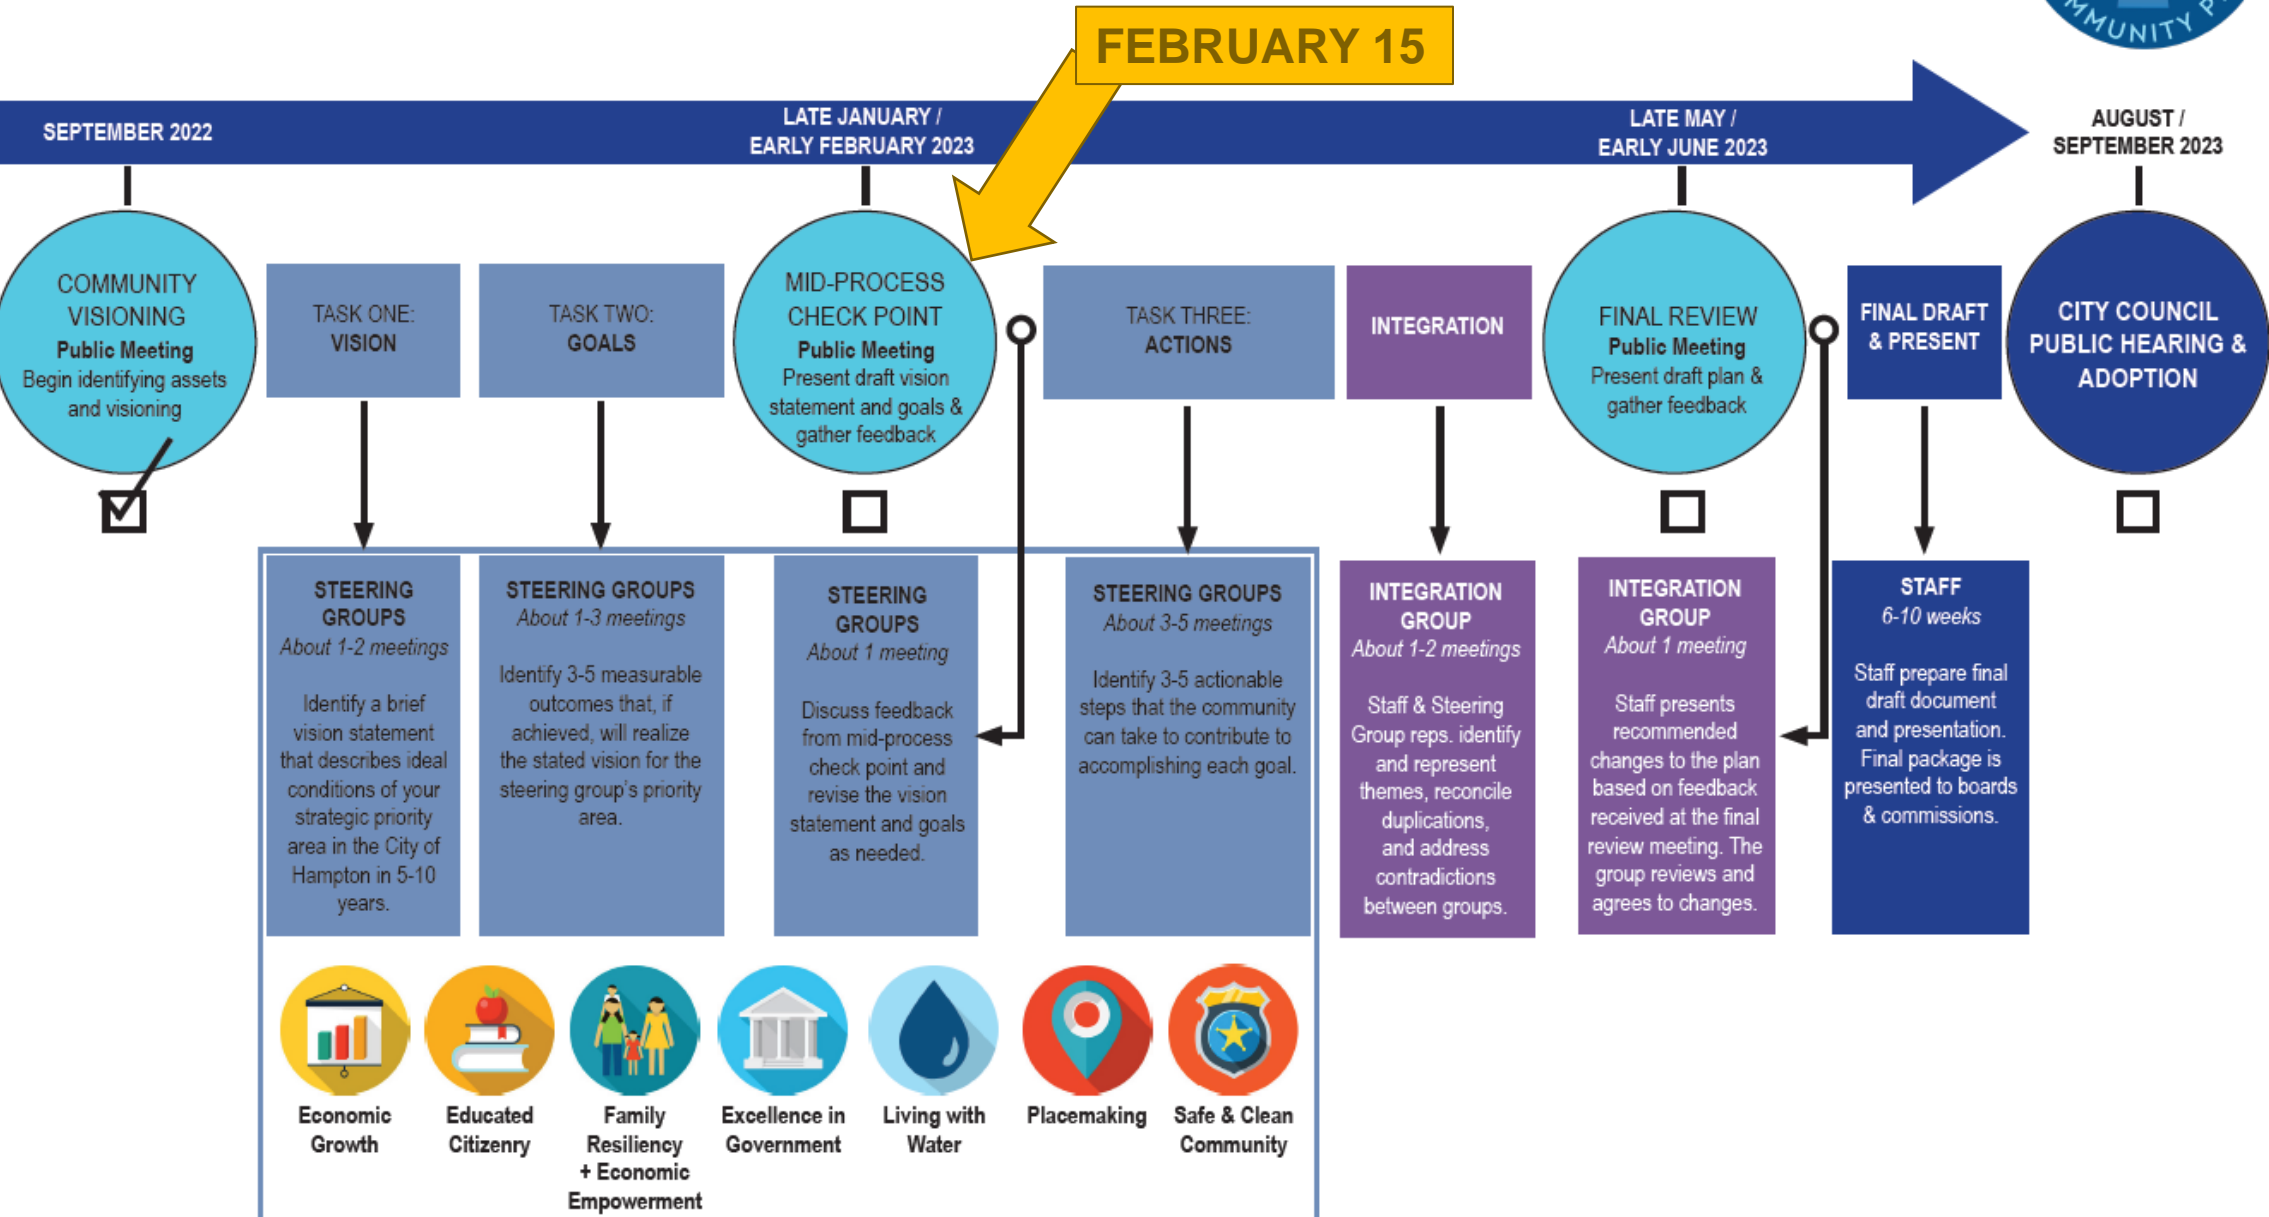 MMUNITY P
FEBRUARY 15
SEPTEMBER 2022
LATE JANUARY /
EARLY FEBRUARY 2023
LATE MAY /
EARLY JUNE 2023
AUGUST /
SEPTEMBER 2023
COMMUNITY
VISIONING
Public Meeting
Begin identifying assets
and visioning
TASK ONE:
VISION
TASK TWO:
GOALS
MID-PROCESS
CHECK POINT
Public Meeting
Present draft vision
statement and goals &
gather feedback
TASK THREE:
ACTIONS
INTEGRATION
FINAL REVIEW
Public Meeting
Present draft plan &
gather feedback
FINAL DRAFT
& PRESENT
CITY COUNCIL
PUBLIC HEARING &
ADOPTION
STEERING
GROUPS
About 1-2 meetings
Identify a brief
vision statement
that describes ideal
conditions of your
strategic priority
area in the City of
Hampton in 5-10
years.
STEERING GROUPS
About 1-3 meetings
Identify 3-5 measurable
outcomes that, if
achieved, will realize
the stated vision for the
steering group's priority
area.
STEERING
GROUPS
About 1 meeting
Discuss feedback
from mid-process
check point and
revise the vision
statement and goals
as needed.
STEERING GROUPS
About 3-5 meetings
Identify 3-5 actionable
steps that the community
can take to contribute to
accomplishing each goal.
INTEGRATION
GROUP
About 1-2 meetings
Staff & Steering
Group reps. identify
and represent
themes, reconcile
duplications,
and address
contradictions
between groups.
INTEGRATION
GROUP
About 1 meeting
Staff presents
recommended
changes to the plan
based on feedback
received at the final
review meeting. The
group reviews and
agrees to changes.
STAFF
6-10 weeks
Staff prepare final
draft document
and presentation.
Final package is
presented to boards
& commissions.
Economic
Growth
Educated
Citizenry
Family
Resiliency
+ Economic
Empowerment
Excellence in
Government
Living with
Water
Placemaking
Safe & Clean
Community